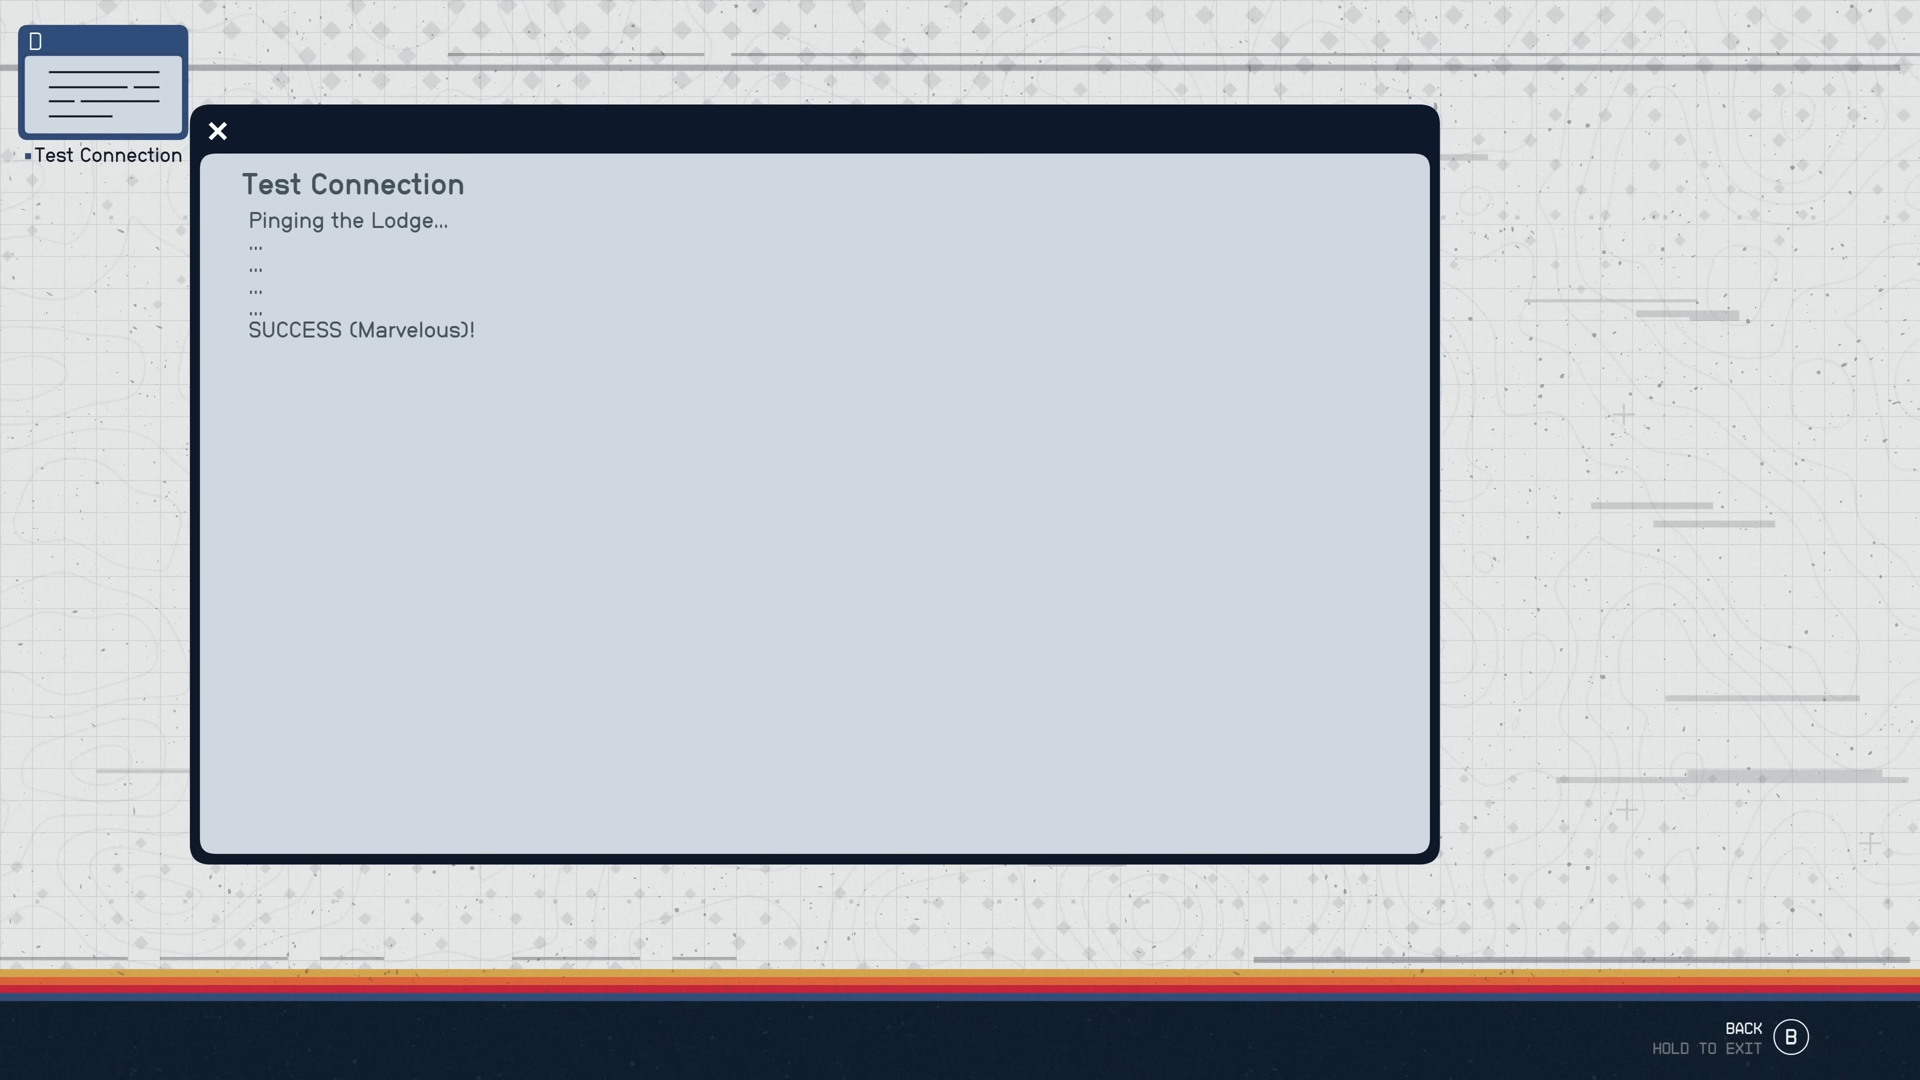 D
Test Connection
Test Connection
Pinging the Lodge...
...
...
...
...
SUCCESS (Marvelous)!
BACK
HOLD TO EXIT
B